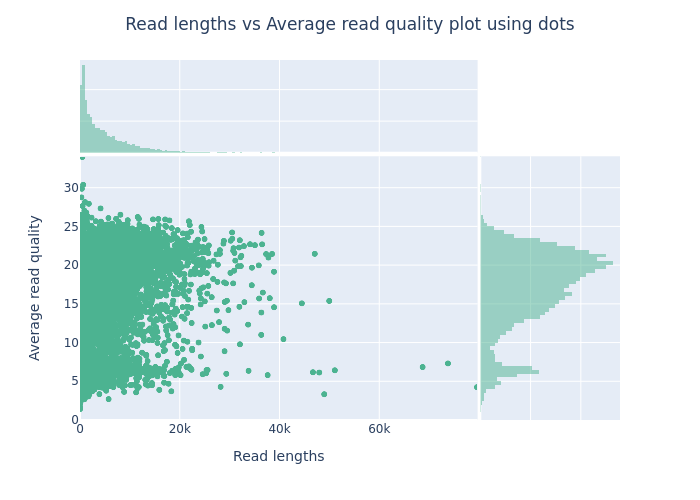 Read lengths vs Average read quality plot using dots
30
25
20
15
10
5
0
Average read quality
0 20k 40k 60k
Read lengths